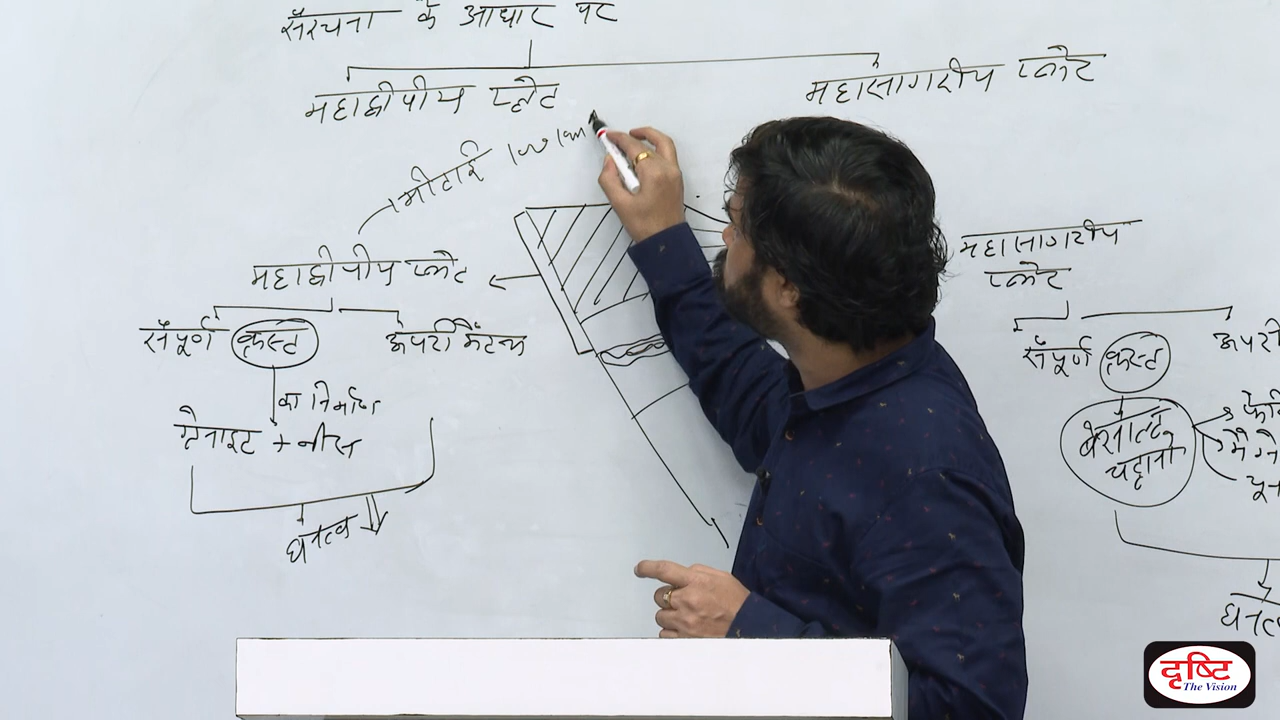 संरचना के आधार पर
महाद्वीपीय प्लेट
महासागरीय प्लेट
मोटाई 100 km
महाद्वीपीय प्लेट
संपूर्ण क्रस्ट
ऊपरी मैंटल
का निर्माण
ग्रेनाइट + नीस
घनत्व
महासागरीय
प्लेट
संपूर्ण क्रस्ट
ऊपरी
बेसाल्ट
चट्टान
दृष्टि
The Vision